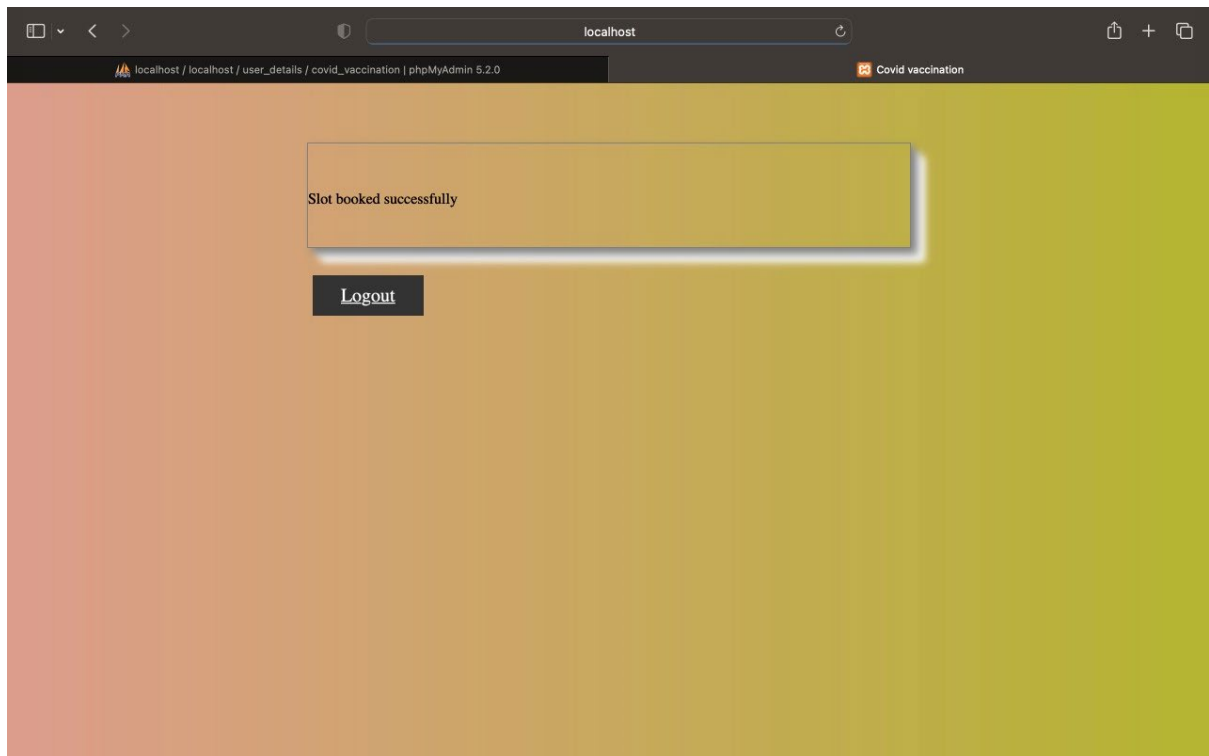 localhost
localhost / localhost / user_details / covid_vaccination | phpMyAdmin 5.2.0
Covid vaccination
Slot booked successfully
Logout